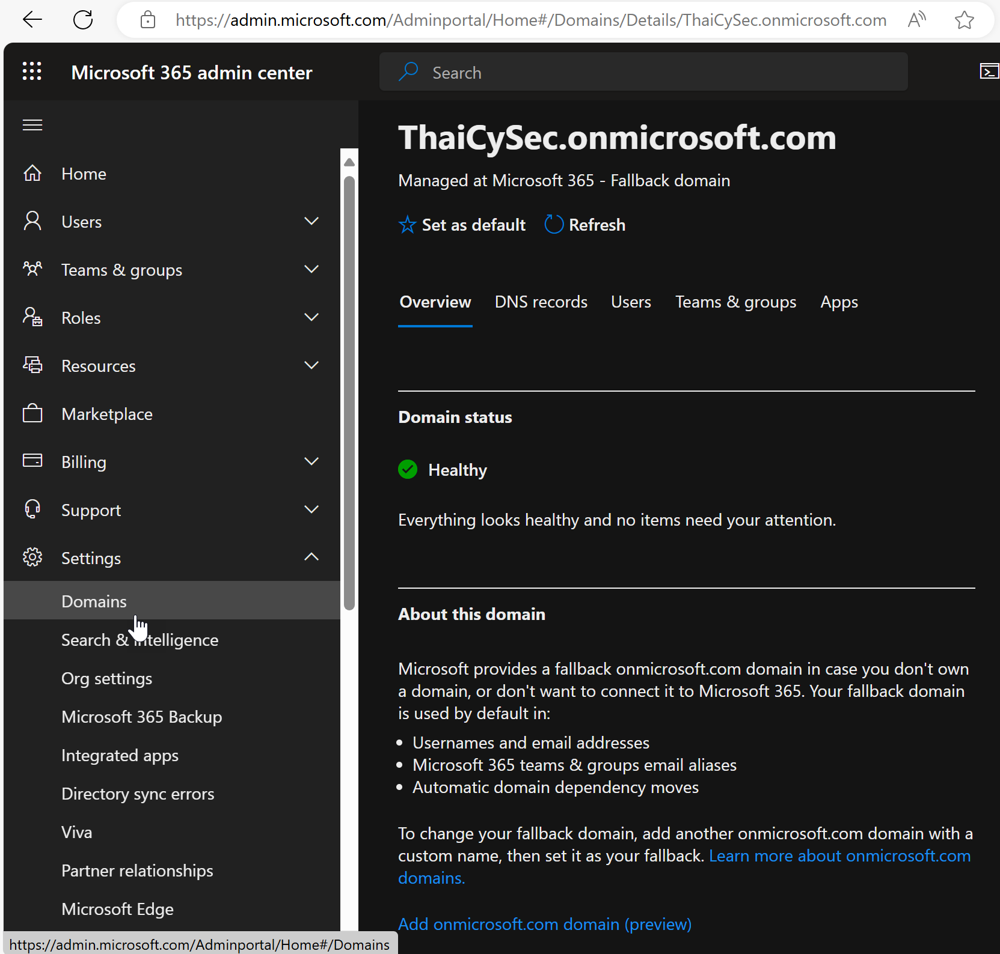 https://admin.microsoft.com/Adminportal/Home#/Domains/Details/ThaiCySec.onmicrosoft.com
Microsoft 365 admin center
Search
Home
Users
Teams & groups
Roles
Resources
Marketplace
Billing
Support
Settings
Domains
Search & intelligence
Org settings
Microsoft 365 Backup
Integrated apps
Directory sync errors
Viva
Partner relationships
Microsoft Edge
https://admin.microsoft.com/Adminportal/Home#/Domains
ThaiCySec.onmicrosoft.com
Managed at Microsoft 365 - Fallback domain
Set as default Refresh
Overview DNS records Users Teams & groups Apps
Domain status
Healthy
Everything looks healthy and no items need your attention.
About this domain
Microsoft provides a fallback onmicrosoft.com domain in case you don't own
a domain, or don't want to connect it to Microsoft 365. Your fallback domain
is used by default in:
• Usernames and email addresses
• Microsoft 365 teams & groups email aliases
• Automatic domain dependency moves
To change your fallback domain, add another onmicrosoft.com domain with a
custom name, then set it as your fallback. Learn more about onmicrosoft.com
domains.
Add onmicrosoft.com domain (preview)